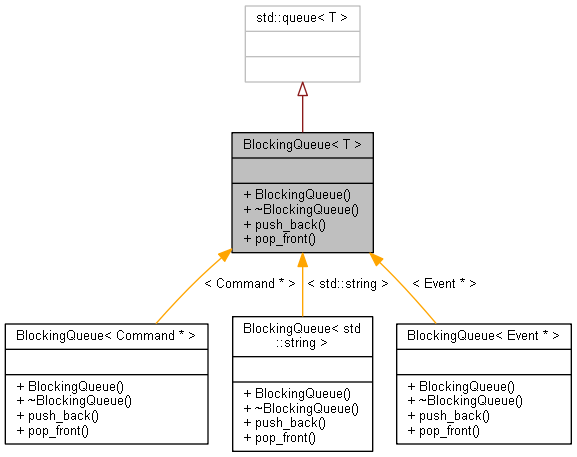 std::queue< T >
BlockingQueue< T >
+ BlockingQueue()
+ ~BlockingQueue()
+ push_back()
+ pop_front()
< Command * >
< std::string >
< Event * >
BlockingQueue< Command * >
+ BlockingQueue()
+ ~BlockingQueue()
+ push_back()
+ pop_front()
BlockingQueue< std
::string >
+ BlockingQueue()
+ ~BlockingQueue()
+ push_back()
+ pop_front()
BlockingQueue< Event * >
+ BlockingQueue()
+ ~BlockingQueue()
+ push_back()
+ pop_front()